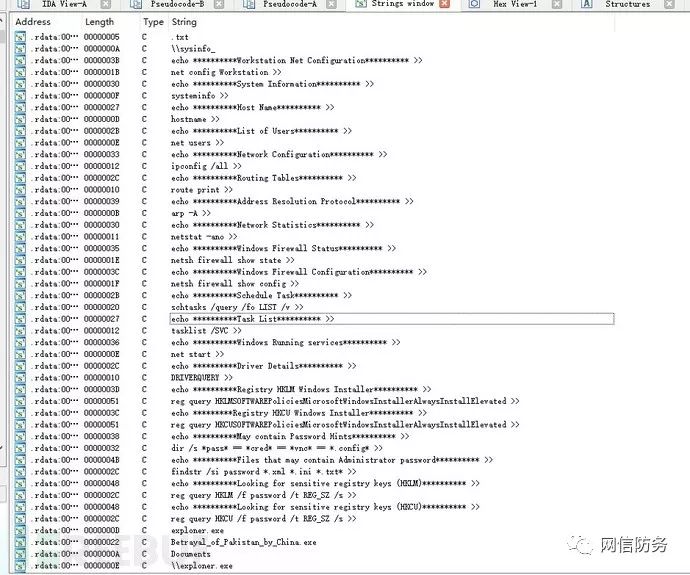 IDA View-A Pseudocode-B Pseudocode-A Strings window Hex View-1 Structures
Address Length Type String
.rdata:00… 00000005 C .txt
.rdata:00… 0000000A C \\sysinfo_
.rdata:00… 0000003B C echo **********Workstation Net Configuration********** >>
.rdata:00… 0000001B C net config Workstation >>
.rdata:00… 00000030 C echo **********System Information********** >>
.rdata:00… 0000000F C systeminfo >>
.rdata:00… 00000027 C echo **********Host Name********** >>
.rdata:00… 0000000D C hostname >>
.rdata:00… 0000002B C echo **********List of Users********** >>
.rdata:00… 0000000E C net users >>
.rdata:00… 00000033 C echo **********Network Configuration********** >>
.rdata:00… 00000012 C ipconfig /all >>
.rdata:00… 0000002C C echo **********Routing Tables********** >>
.rdata:00… 00000010 C route print >>
.rdata:00… 00000039 C echo **********Address Resolution Protocol********** >>
.rdata:00… 0000000B C arp -A >>
.rdata:00… 00000030 C echo **********Network Statistics********** >>
.rdata:00… 00000011 C netstat -ano >>
.rdata:00… 00000035 C echo **********Windows Firewall Status********** >>
.rdata:00… 0000001E C netsh firewall show state >>
.rdata:00… 0000003C C echo **********Windows Firewall Configuration********** >>
.rdata:00… 0000001F C netsh firewall show config >>
.rdata:00… 0000002B C echo **********Schedule Task********** >>
.rdata:00… 00000020 C schtasks /query /fo LIST /v >>
.rdata:00… 00000027 C echo **********Task List********** >>
.rdata:00… 00000012 C tasklist /SVC >>
.rdata:00… 00000036 C echo **********Windows Running services********** >>
.rdata:00… 0000000E C net start >>
.rdata:00… 0000002C C echo **********Driver Details********** >>
.rdata:00… 00000010 C DRIVERQUERY >>
.rdata:00… 0000003D C echo **********Registry HKLM Windows Installer********** >>
.rdata:00… 00000051 C reg query HKLMSOFTWAREPoliciesMicrosoftWindowsInstallerAlwaysInstallElevated >>
.rdata:00… 0000003C C echo *********Registry HKCU Windows Installer********** >>
.rdata:00… 00000051 C reg query HKCUSOFTWAREPoliciesMicrosoftWindowsInstallerAlwaysInstallElevated >>
.rdata:00… 00000038 C echo **********May contain Password Hints********** >>
.rdata:00… 00000032 C dir /s *pass* == *cred* == *vnc* == *.config* >>
.rdata:00… 0000004B C echo **********Files that may contain Administrator password********** >>
.rdata:00… 0000002C C findstr /si password *.xml *.ini *.txt* >>
.rdata:00… 00000048 C echo **********Looking for sensitive registry keys (HKLM)********** >>
.rdata:00… 0000002C C reg query HKLM /f password /t REG_SZ /s >>
.rdata:00… 00000048 C echo **********Looking for sensitive registry keys (HKCU)********** >>
.rdata:00… 0000002C C reg query HKCU /f password /t REG_SZ /s >>
.rdata:00… 0000000D C exploner.exe
.rdata:00… 00000022 C Betrayal_of_Pakistan_by_China.exe
.rdata:00… 0000000A C Documents
.rdata:00… 0000000E C \\exploner.exe
网信防务